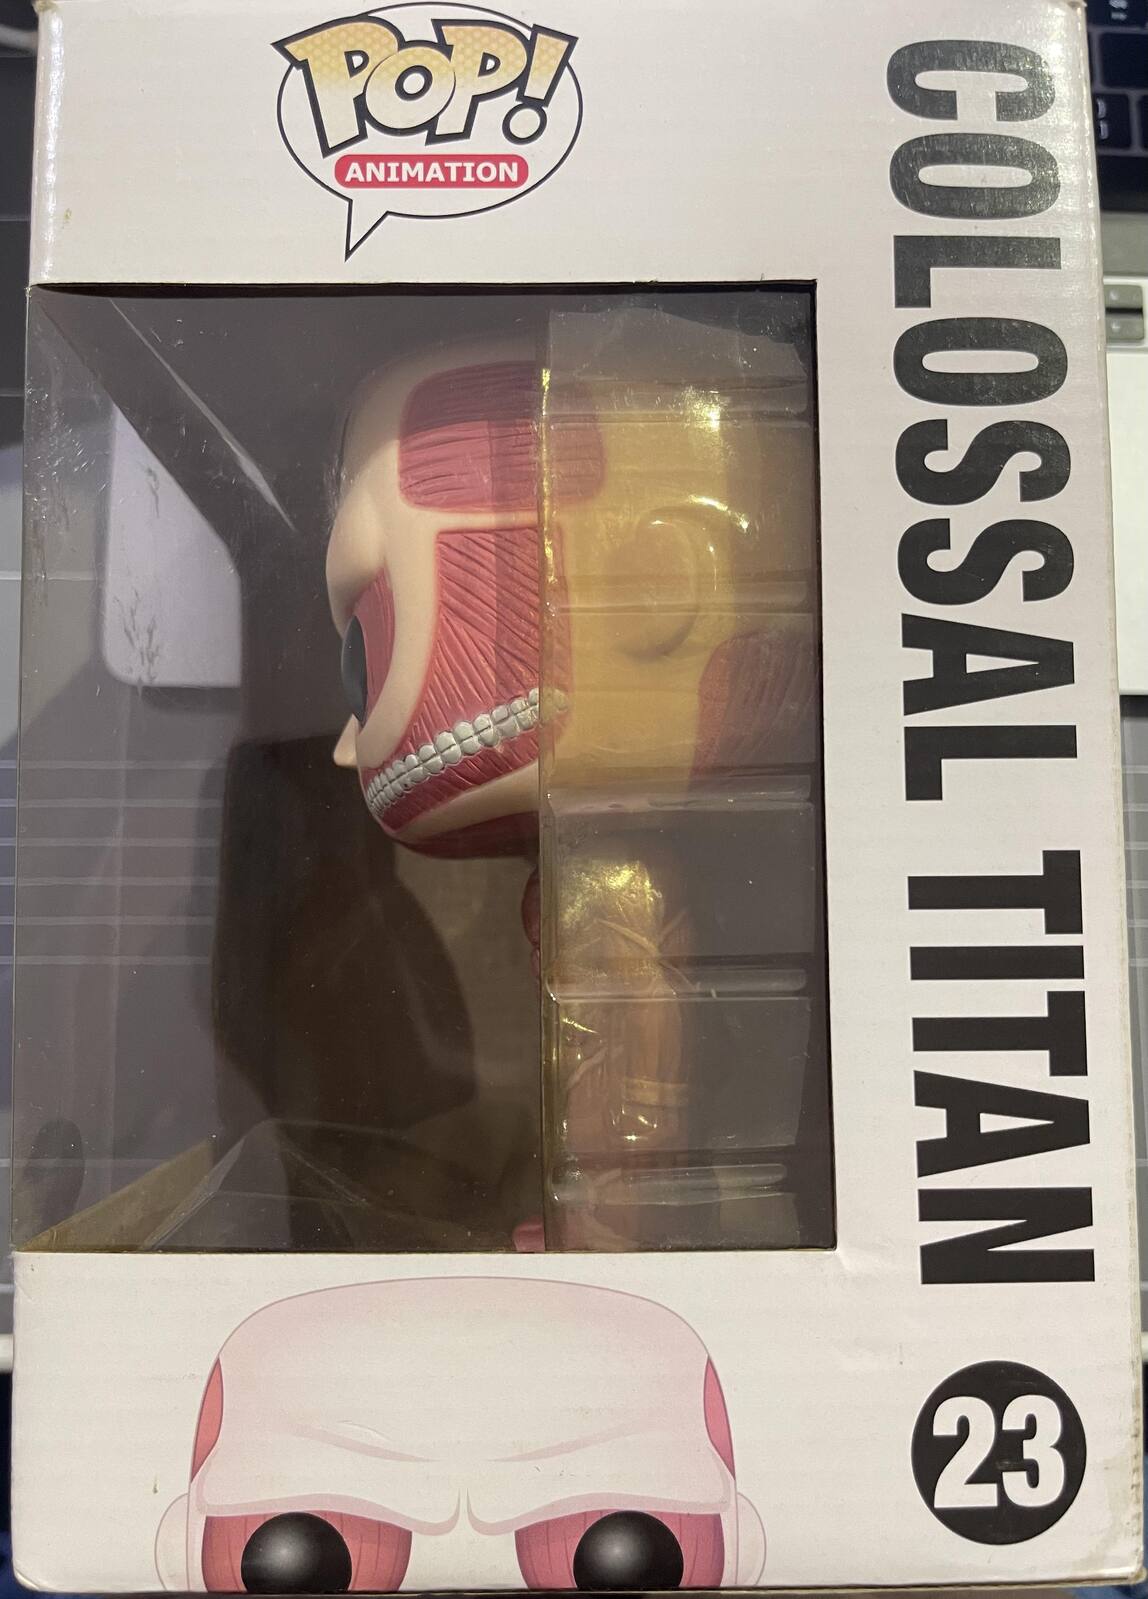 POP!
ANIMATION
COLOSSAL TITAN
23